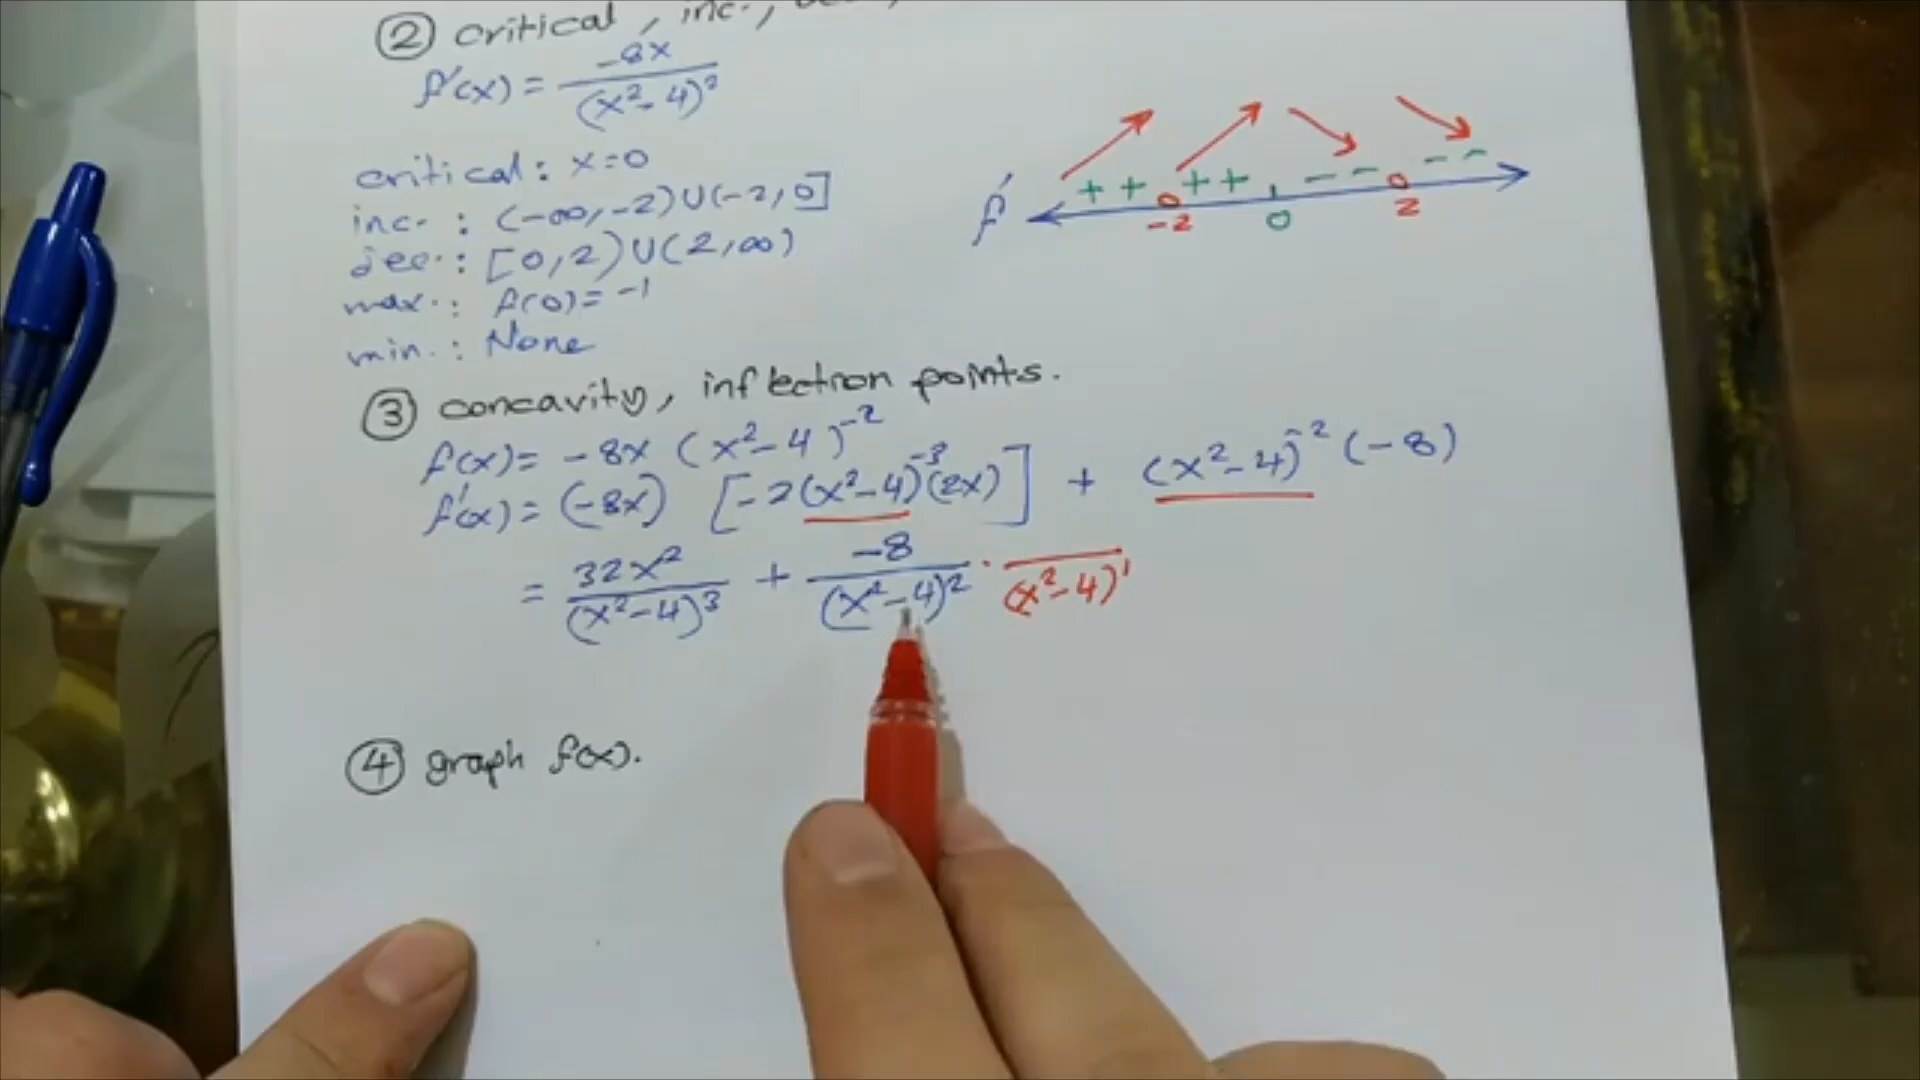 ② critical, inc.,
f'(x) = -8x / (x²-4)²
critical: x=0
inc. : (-∞,-2)∪(-2,0]
dec. : [0,2)∪(2,∞)
max. : f(0) = -1
min. : None
f' + + + + - - - -
-2 0 2
③ concavity, inflection points.
f(x) = -8x (x²-4)⁻²
f'(x) = (-8x) [-2(x²-4)⁻³(2x)] + (x²-4)⁻²(-8)
= 32x² / (x²-4)³ + -8 / (x²-4)² · / (x²-4)¹
④ graph f(x).